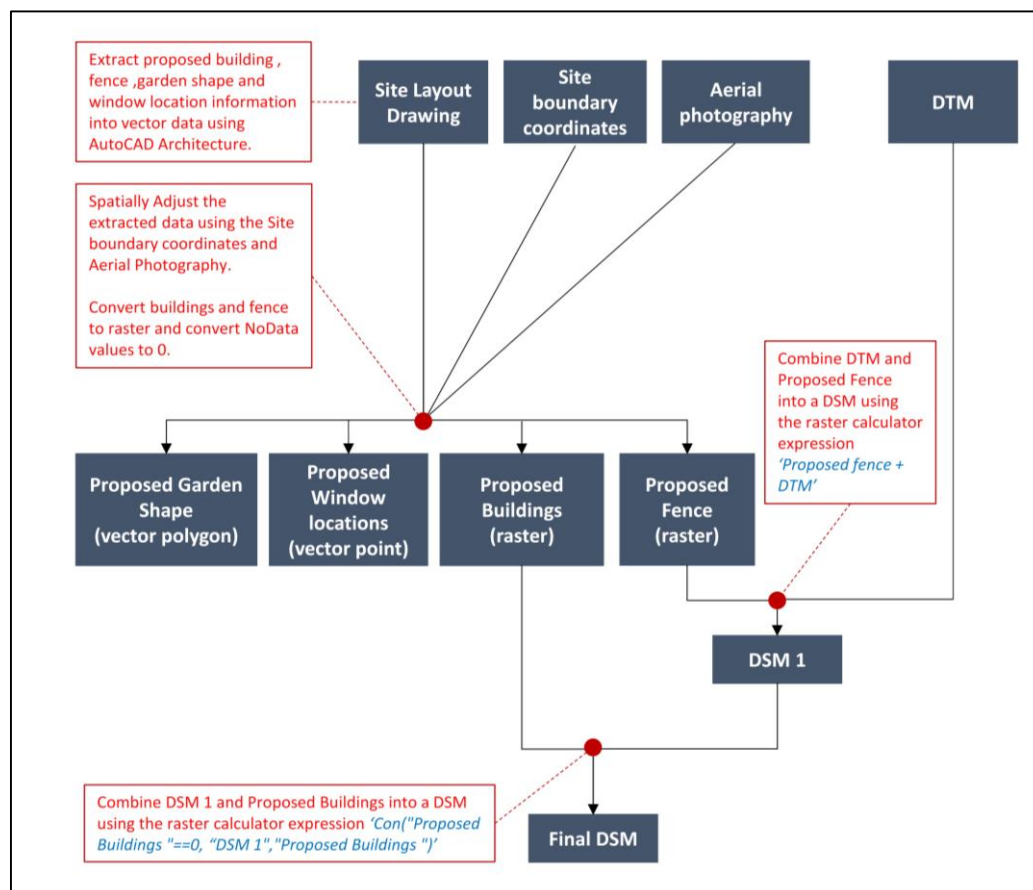 Extract proposed building ,
fence ,garden shape and
window location information
into vector data using
AutoCAD Architecture.
Site Layout
Drawing
Site
boundary
coordinates
Aerial
photography
DTM
Spatially Adjust the
extracted data using the Site
boundary coordinates and
Aerial Photography.
Convert buildings and fence
to raster and convert NoData
values to 0.
Combine DTM and
Proposed Fence
into a DSM using
the raster calculator
expression
‘Proposed fence +
DTM’
Proposed Garden
Shape
(vector polygon)
Proposed
Window
locations
(vector point)
Proposed
Buildings
(raster)
Proposed
Fence
(raster)
DSM 1
Combine DSM 1 and Proposed Buildings into a DSM
using the raster calculator expression ‘Con("Proposed
Buildings "==0, “DSM 1”,"Proposed Buildings ")’
Final DSM